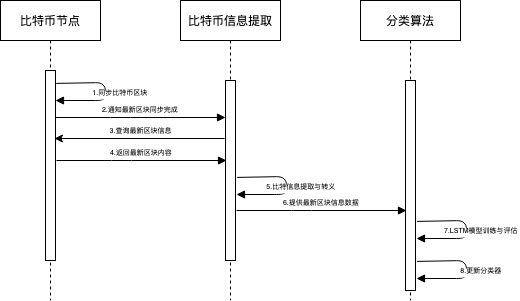 比特币节点
比特币信息提取
分类算法
1.同步比特币区块
2.通知最新区块同步完成
3.查询最新区块信息
4.返回最新区块内容
5.比特信息提取与转义
6.提供最新区块信息数据
7.LSTM模型训练与评估
8.更新分类器